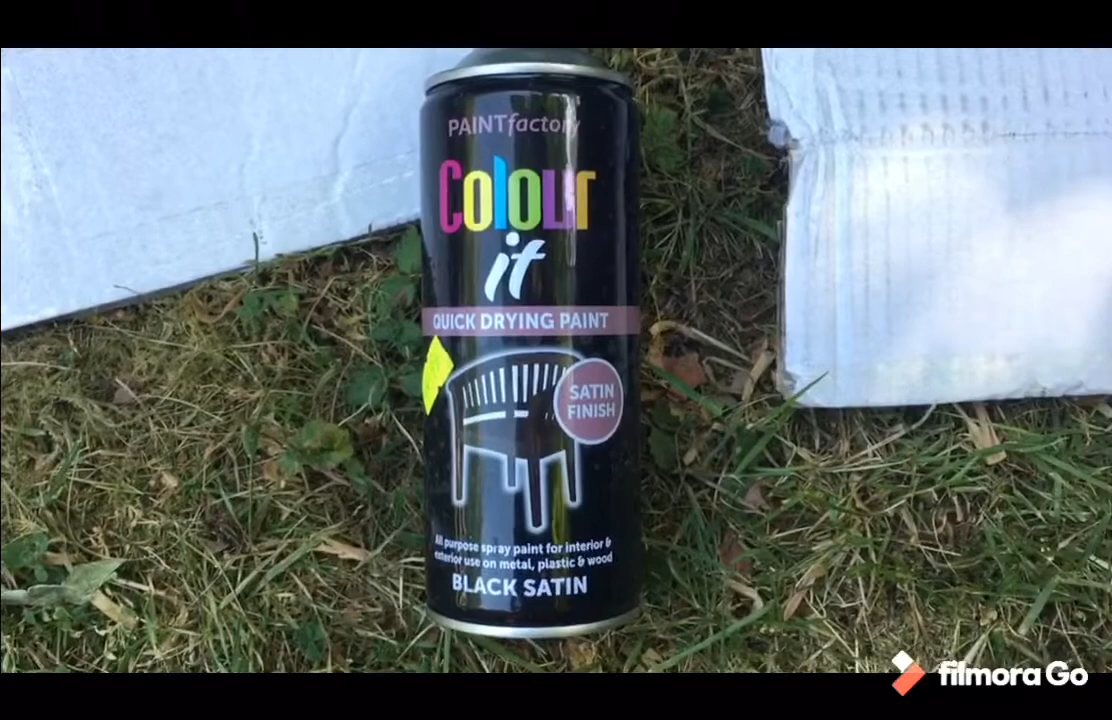 PAINTfactory
Colour
it
QUICK DRYING PAINT
SATIN
FINISH
All purpose spray paint for interior &
exterior use on metal, plastic & wood
BLACK SATIN
filmora Go